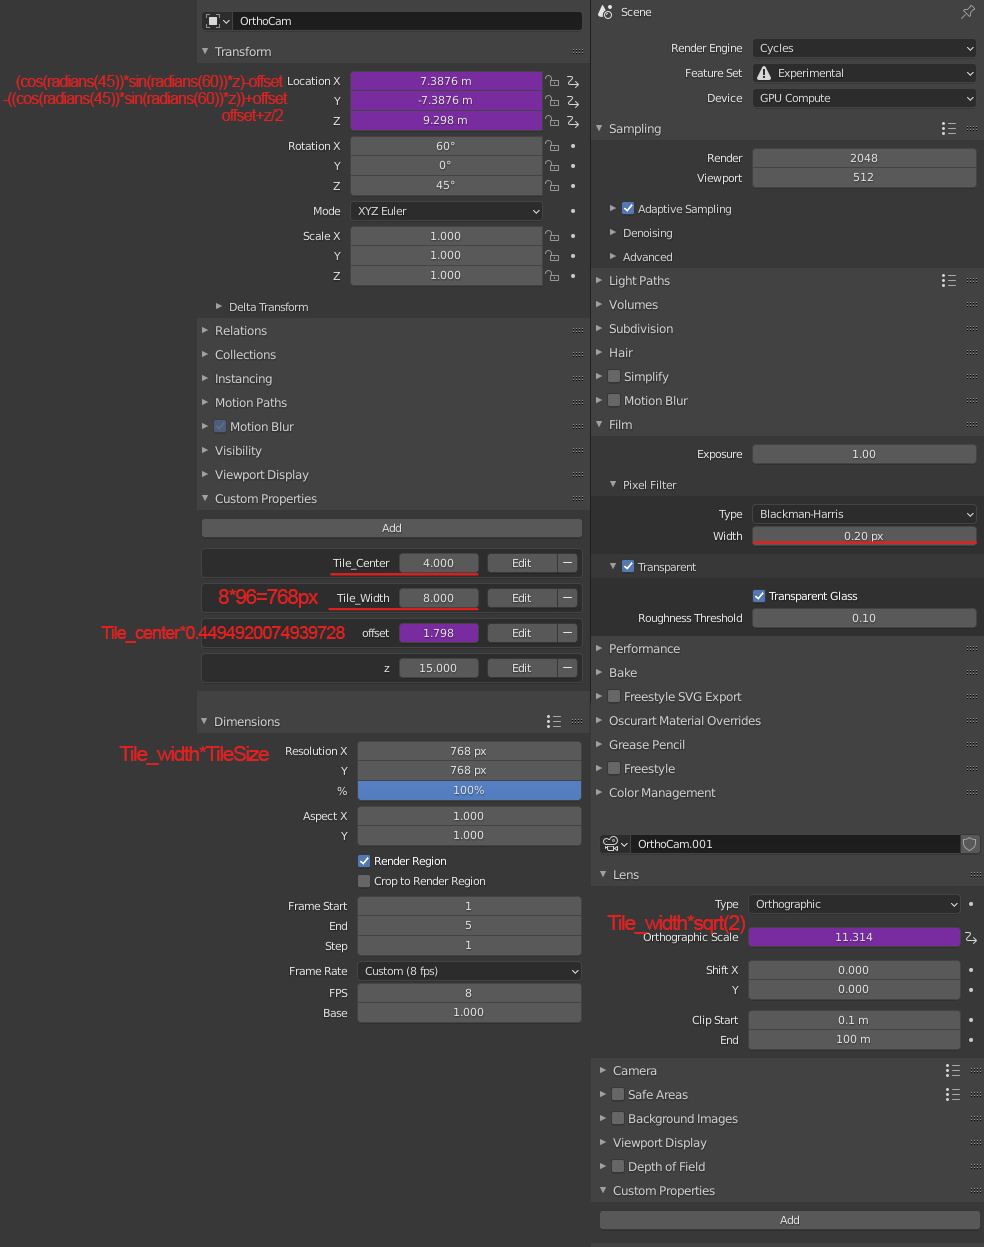 OrthoCam
Transform
(cos(radians(45))*sin(radians(60))*z)-offset Location X 7.3876 m
-((cos(radians(45))*sin(radians(60))*z))+offset Y -7.3876 m
offset+z/2 Z 9.298 m
Rotation X 60°
Y 0°
Z 45°
Mode XYZ Euler
Scale X 1.000
Y 1.000
Z 1.000
Delta Transform
Relations
Collections
Instancing
Motion Paths
Motion Blur
Visibility
Viewport Display
Custom Properties
Add
Tile_Center 4.000 Edit
8*96=768px Tile_Width 8.000 Edit
Tile_center*0.4494920074939728 offset 1.798 Edit
z 15.000 Edit
Dimensions
Tile_width*TileSize Resolution X 768 px
Y 768 px
% 100%
Aspect X 1.000
Y 1.000
Render Region
Crop to Render Region
Frame Start 1
End 5
Step 1
Frame Rate Custom (8 fps)
FPS 8
Base 1.000
Scene
Render Engine Cycles
Feature Set Experimental
Device GPU Compute
Sampling
Render 2048
Viewport 512
Adaptive Sampling
Denoising
Advanced
Light Paths
Volumes
Subdivision
Hair
Simplify
Motion Blur
Film
Exposure 1.00
Pixel Filter
Type Blackman-Harris
Width 0.20 px
Transparent
Transparent Glass
Roughness Threshold 0.10
Performance
Bake
Freestyle SVG Export
Oscurart Material Overrides
Grease Pencil
Freestyle
Color Management
OrthoCam.001
Lens
Type Orthographic
Tile_width*sqrt(2)
Orthographic Scale 11.314
Shift X 0.000
Y 0.000
Clip Start 0.1 m
End 100 m
Camera
Safe Areas
Background Images
Viewport Display
Depth of Field
Custom Properties
Add